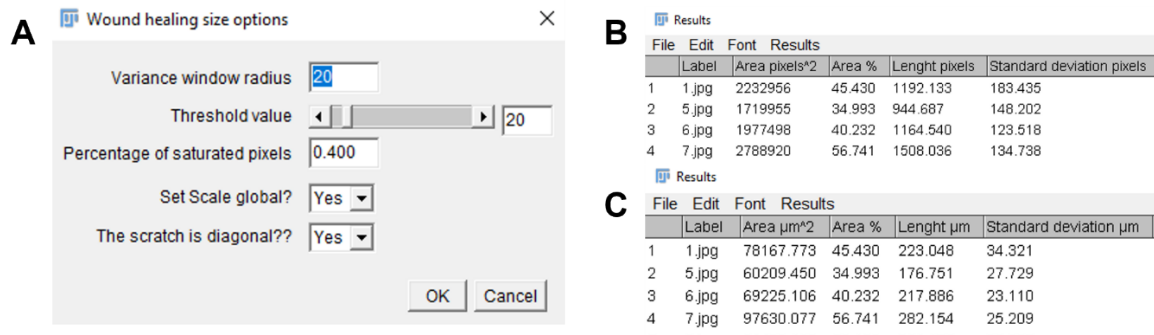 A
Wound healing size options
Variance window radius 20
Threshold value 20
Percentage of saturated pixels 0.400
Set Scale global? Yes
The scratch is diagonal?? Yes
OK Cancel
B
Results
File Edit Font Results
Label Area pixels^2 Area % Lenght pixels Standard deviation pixels
1 1.jpg 2232956 45.430 1192.133 183.435
2 5.jpg 1719955 34.993 944.687 148.202
3 6.jpg 1977498 40.232 1164.540 123.518
4 7.jpg 2788920 56.741 1508.036 134.738
C
Results
File Edit Font Results
Label Area µm^2 Area % Lenght µm Standard deviation µm
1 1.jpg 78167.773 45.430 223.048 34.321
2 5.jpg 60209.450 34.993 176.751 27.729
3 6.jpg 69225.106 40.232 217.886 23.110
4 7.jpg 97630.077 56.741 282.154 25.209